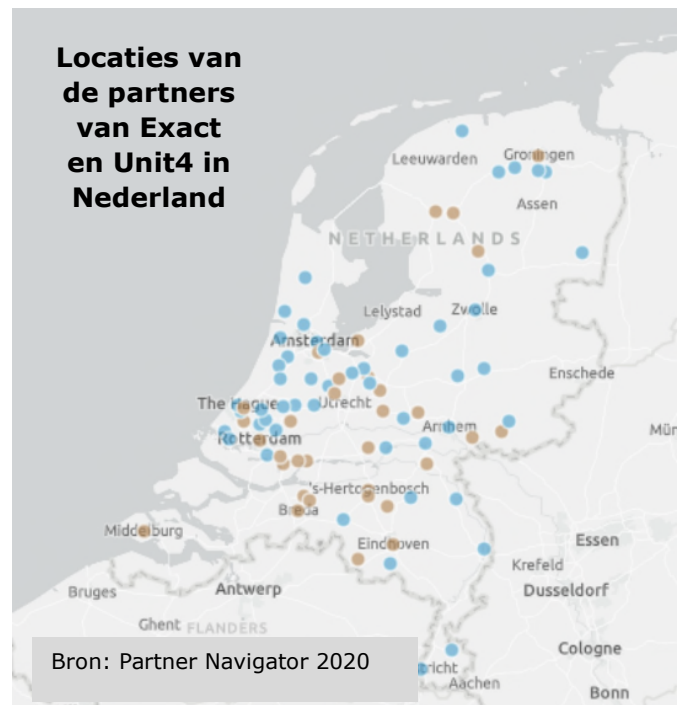 Locaties van
de partners
van Exact
en Unit4 in
Nederland
Leeuwarden
Groningen
Assen
NETHERLANDS
Lelystad
Zwolle
Amsterdam
Enschede
The Hague
Utrecht
Arnhem
Rotterdam
Mün
's-Hertogenbosch
Breda
Middelburg
Eindhoven
Essen
Krefeld
Bruges
Antwerp
Dusseldorf
Ghent
FLANDERS
Cologne
Bron: Partner Navigator 2020
richt
Aachen
Bonn